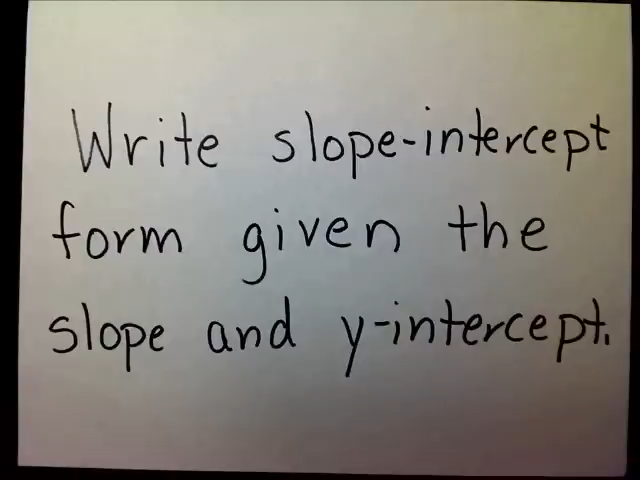 Write slope-intercept
form given the
slope and y-intercept.